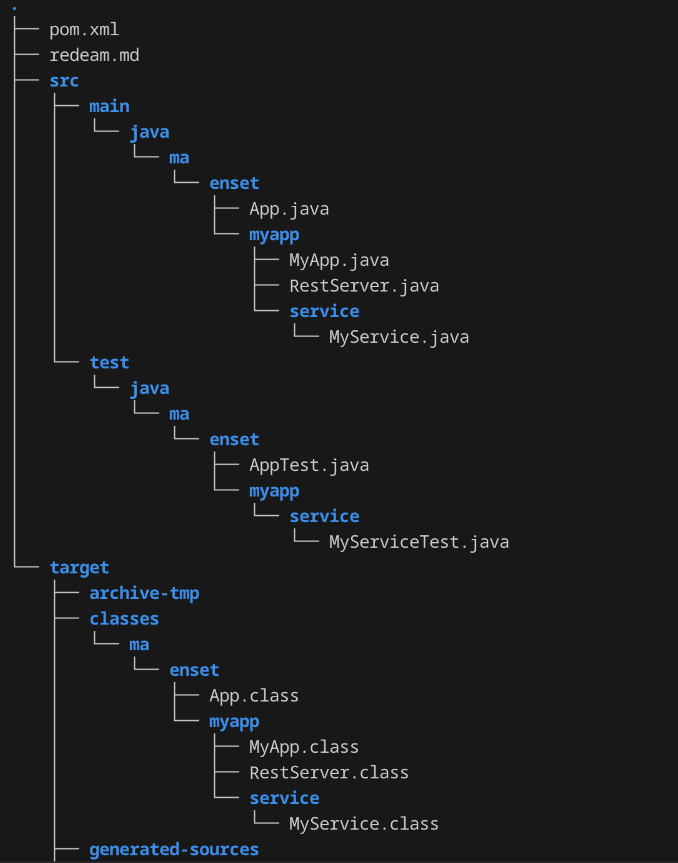 .
├── pom.xml
├── redeam.md
├── src
│   ├── main
│   │   └── java
│   │       └── ma
│   │           └── enset
│   │               ├── App.java
│   │               └── myapp
│   │                   ├── MyApp.java
│   │                   ├── RestServer.java
│   │                   └── service
│   │                       └── MyService.java
│   └── test
│       └── java
│           └── ma
│               └── enset
│                   ├── AppTest.java
│                   └── myapp
│                       └── service
│                           └── MyServiceTest.java
└── target
    ├── archive-tmp
    ├── classes
    │   └── ma
    │       └── enset
    │           ├── App.class
    │           └── myapp
    │               ├── MyApp.class
    │               ├── RestServer.class
    │               └── service
    │                   └── MyService.class
    ├── generated-sources